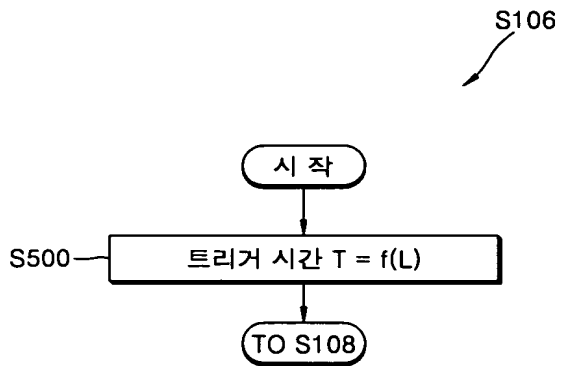 S106
시 작
S500
트리거 시간 T = f(L)
TO S108